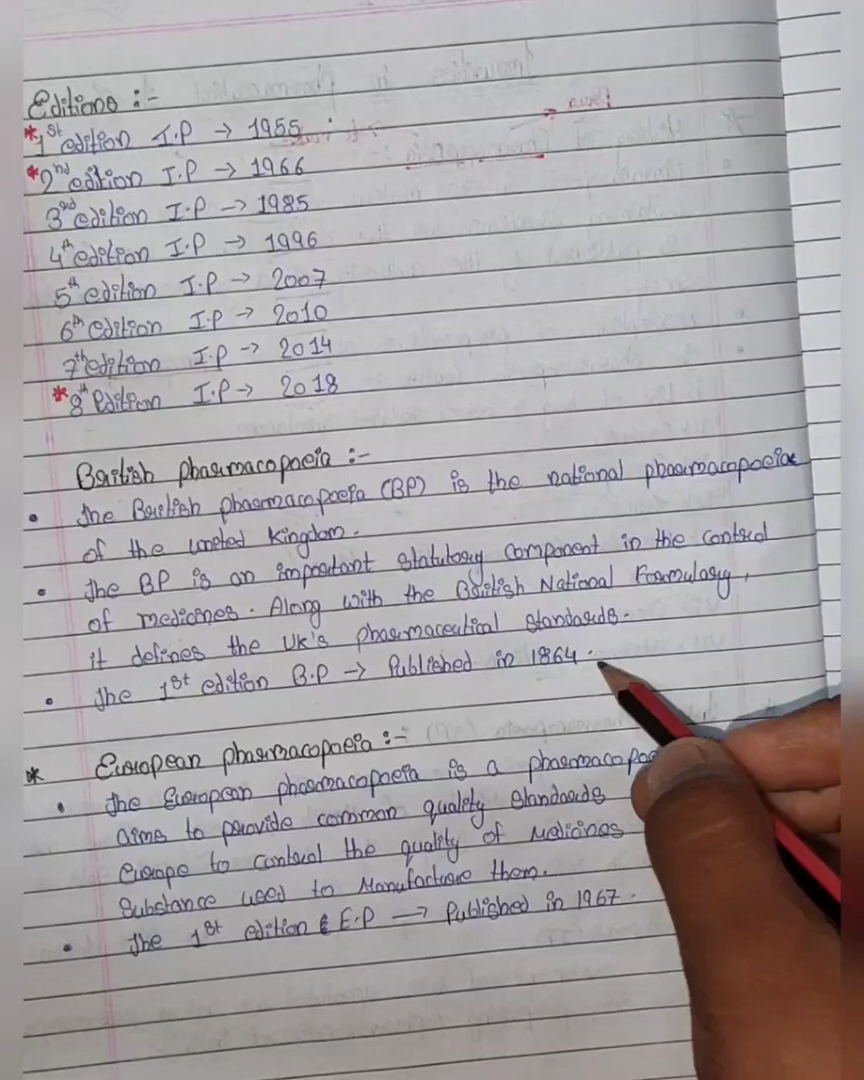 Editions :-
*1st edition I.P → 1955
*2nd edition I.P → 1966
3rd edition I.P → 1985
4th edition I.P → 1996
5th edition I.P → 2007
6th edition I.P → 2010
7th edition I.P → 2014
*8th Edition I.P → 2018
British pharmacopoeia :-
• The British pharmacopoeia (BP) is the national pharmacopoeia
of the united kingdom.
• The BP is an important statutory component in the control
of medicines. Along with the British National Formulary,
it defines the UK's pharmaceutical standards.
• The 1st edition B.P → Published in 1864.
* European pharmacopoeia :-
• The European pharmacopoeia is a
aims to provide common quality standards
Europe to control the quality of Medicines
Substance used to Manufacture them.
• The 1st edition E.P → Published in 1967.